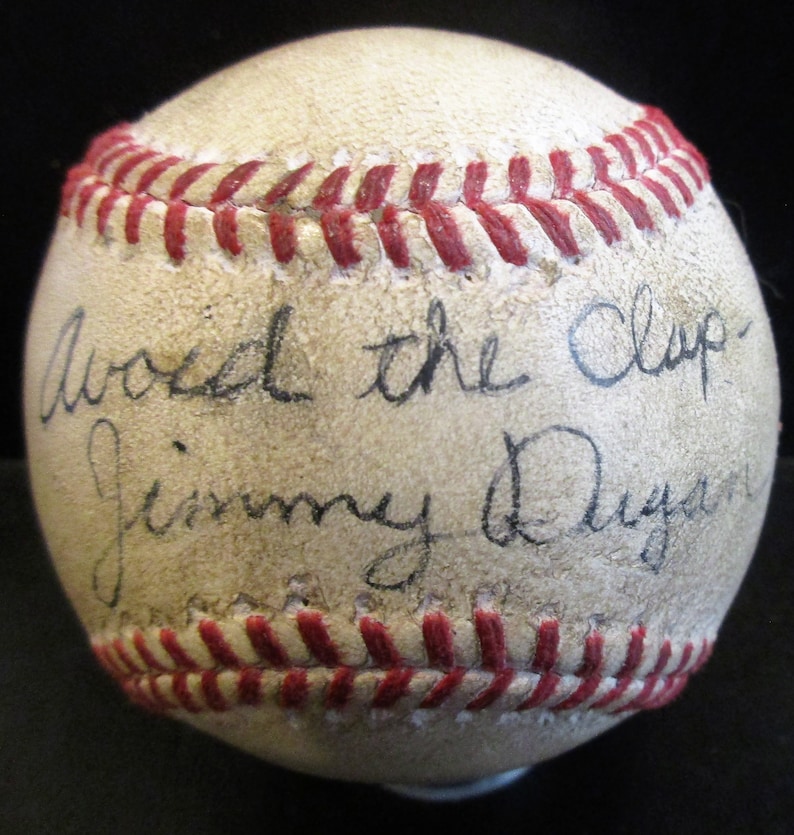 Avoid the Clap-
Jimmy Dugan